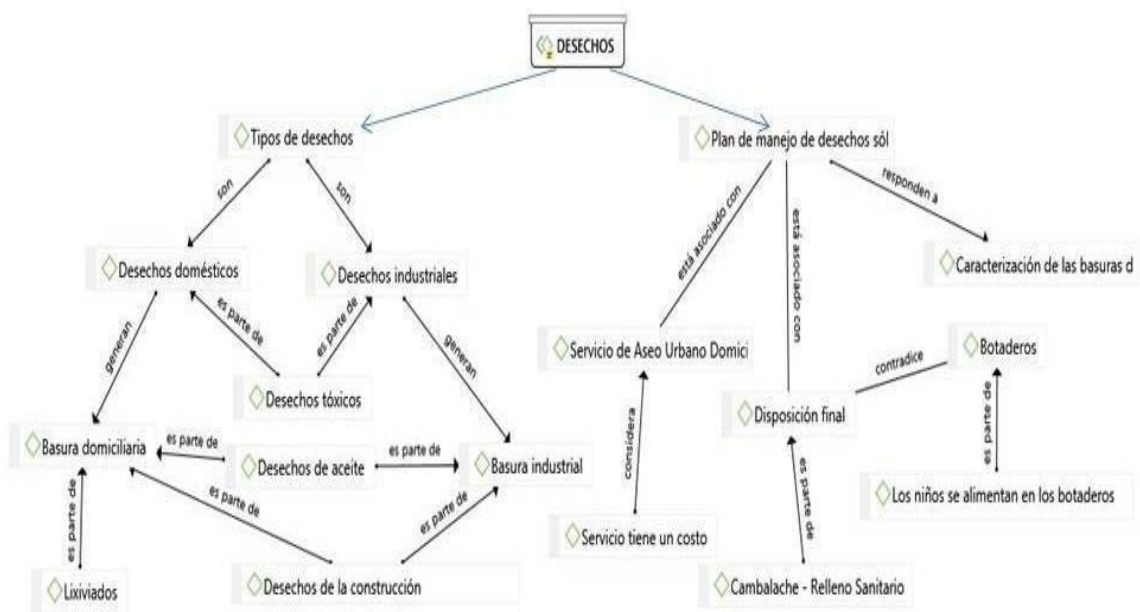 DESECHOS
Tipos de desechos
Plan de manejo de desechos sól
son
son
está asociado con
está asociado con
responden a
Desechos domésticos
Desechos industriales
Caracterización de las basuras d
generan
es parte de
es parte de
generan
Servicio de Aseo Urbano Domici
contradice
Botaderos
Desechos tóxicos
Disposición final
Basura domiciliaria
es parte de
Desechos de aceite
es parte de
Basura industrial
considera
es parte de
Los niños se alimentan en los botaderos
es parte de
es parte de
es parte de
Servicio tiene un costo
es parte de
Lixiviados
Desechos de la construcción
Cambalache - Relleno Sanitario